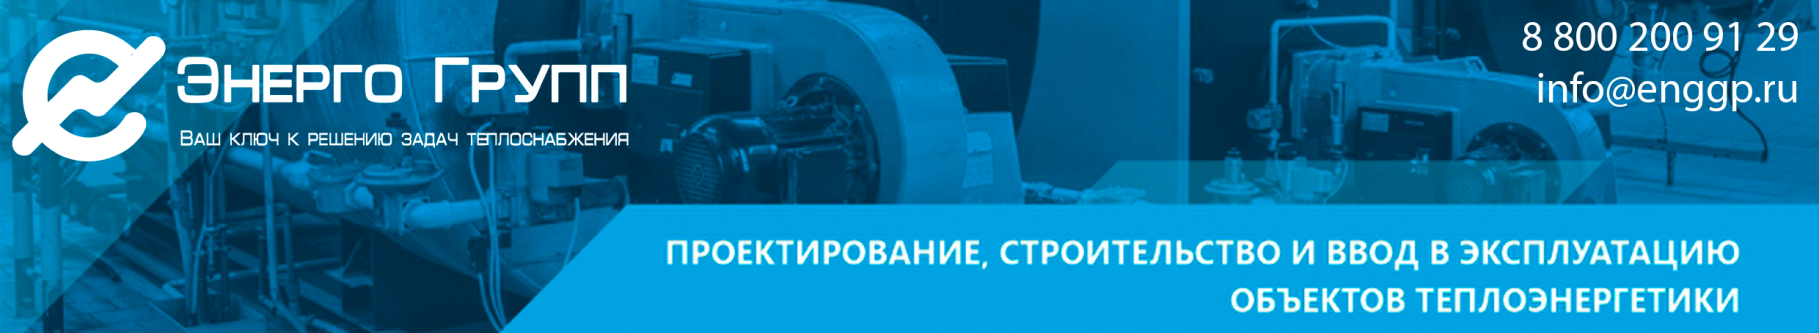 Энерго Групп
Ваш ключ к решению задач теплоснабжения
8 800 200 91 29
info@enggp.ru
ПРОЕКТИРОВАНИЕ, СТРОИТЕЛЬСТВО И ВВОД В ЭКСПЛУАТАЦИЮ
ОБЪЕКТОВ ТЕПЛОЭНЕРГЕТИКИ